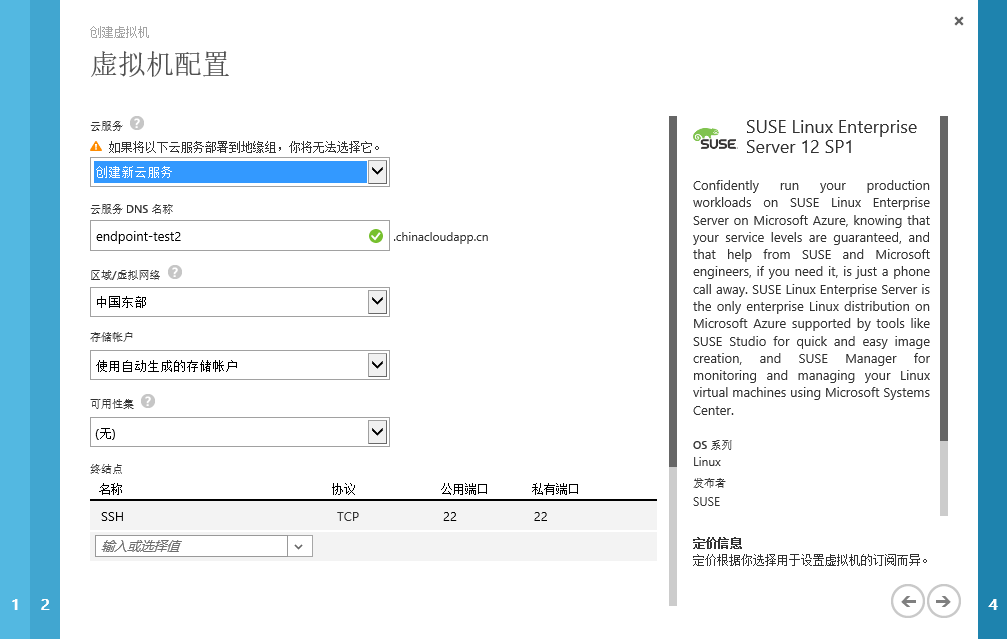 ×
创建虚拟机
虚拟机配置
云服务 ?
如果将以下云服务部署到地缘组，你将无法选择它。
创建新云服务
云服务 DNS 名称
endpoint-test2 .chinacloudapp.cn
区域/虚拟网络 ?
中国东部
存储帐户
使用自动生成的存储帐户
可用性集 ?
(无)
终结点
名称 协议 公用端口 私有端口
SSH TCP 22 22
输入或选择值
SUSE
SUSE Linux Enterprise
Server 12 SP1
Confidently run your production
workloads on SUSE Linux Enterprise
Server on Microsoft Azure, knowing that
your service levels are guaranteed, and
that help from SUSE and Microsoft
engineers, if you need it, is just a phone
call away. SUSE Linux Enterprise Server is
the only enterprise Linux distribution on
Microsoft Azure supported by tools like
SUSE Studio for quick and easy image
creation, and SUSE Manager for
monitoring and managing your Linux
virtual machines using Microsoft Systems
Center.
OS 系列
Linux
发布者
SUSE
定价信息
定价根据你选择用于设置虚拟机的订阅而异。
1 2 4